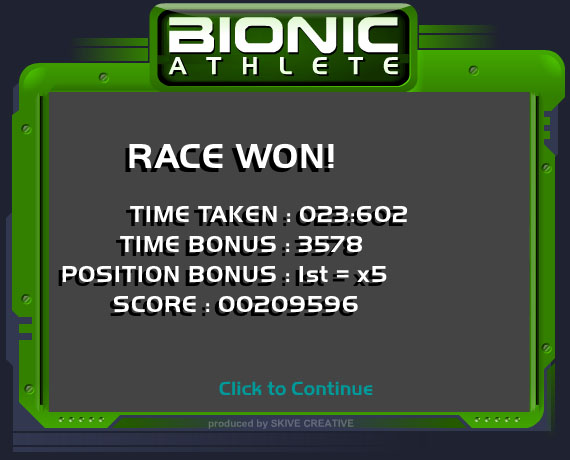 BIONIC
ATHLETE
RACE WON!
TIME TAKEN : 023:602
TIME BONUS : 3578
POSITION BONUS : 1st = x5
SCORE : 00209596
Click to Continue
produced by SKIVE CREATIVE